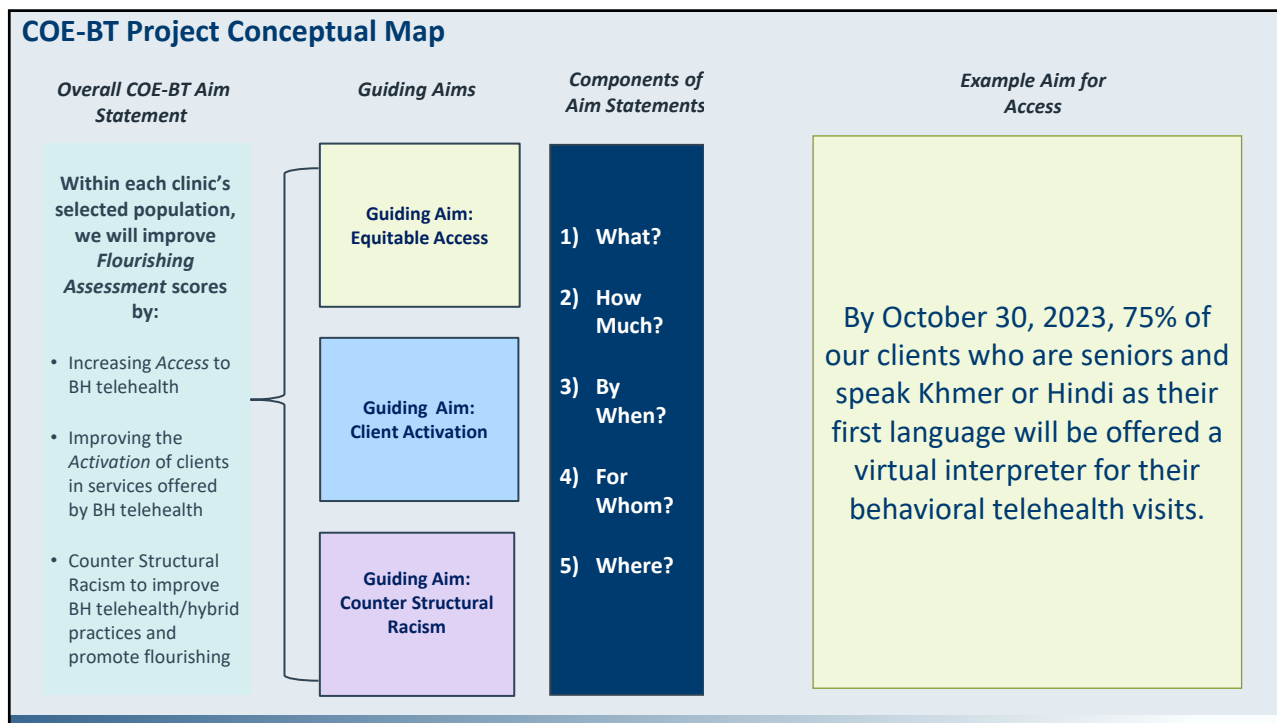 COE-BT Project Conceptual Map
Overall COE-BT Aim
Statement
Within each clinic's
selected population,
we will improve
Flourishing
Assessment scores
by:
• Increasing Access to
BH telehealth
• Improving the
Activation of clients
in services offered
by BH telehealth
• Counter Structural
Racism to improve
BH telehealth/hybrid
practices and
promote flourishing
Guiding Aims
Guiding Aim:
Equitable Access
Guiding Aim:
Client Activation
Guiding Aim:
Counter Structural
Racism
Components of
Aim Statements
1) What?
2) How
Much?
3) By
When?
4) For
Whom?
5) Where?
Example Aim for
Access
By October 30, 2023, 75% of
our clients who are seniors and
speak Khmer or Hindi as their
first language will be offered a
virtual interpreter for their
behavioral telehealth visits.